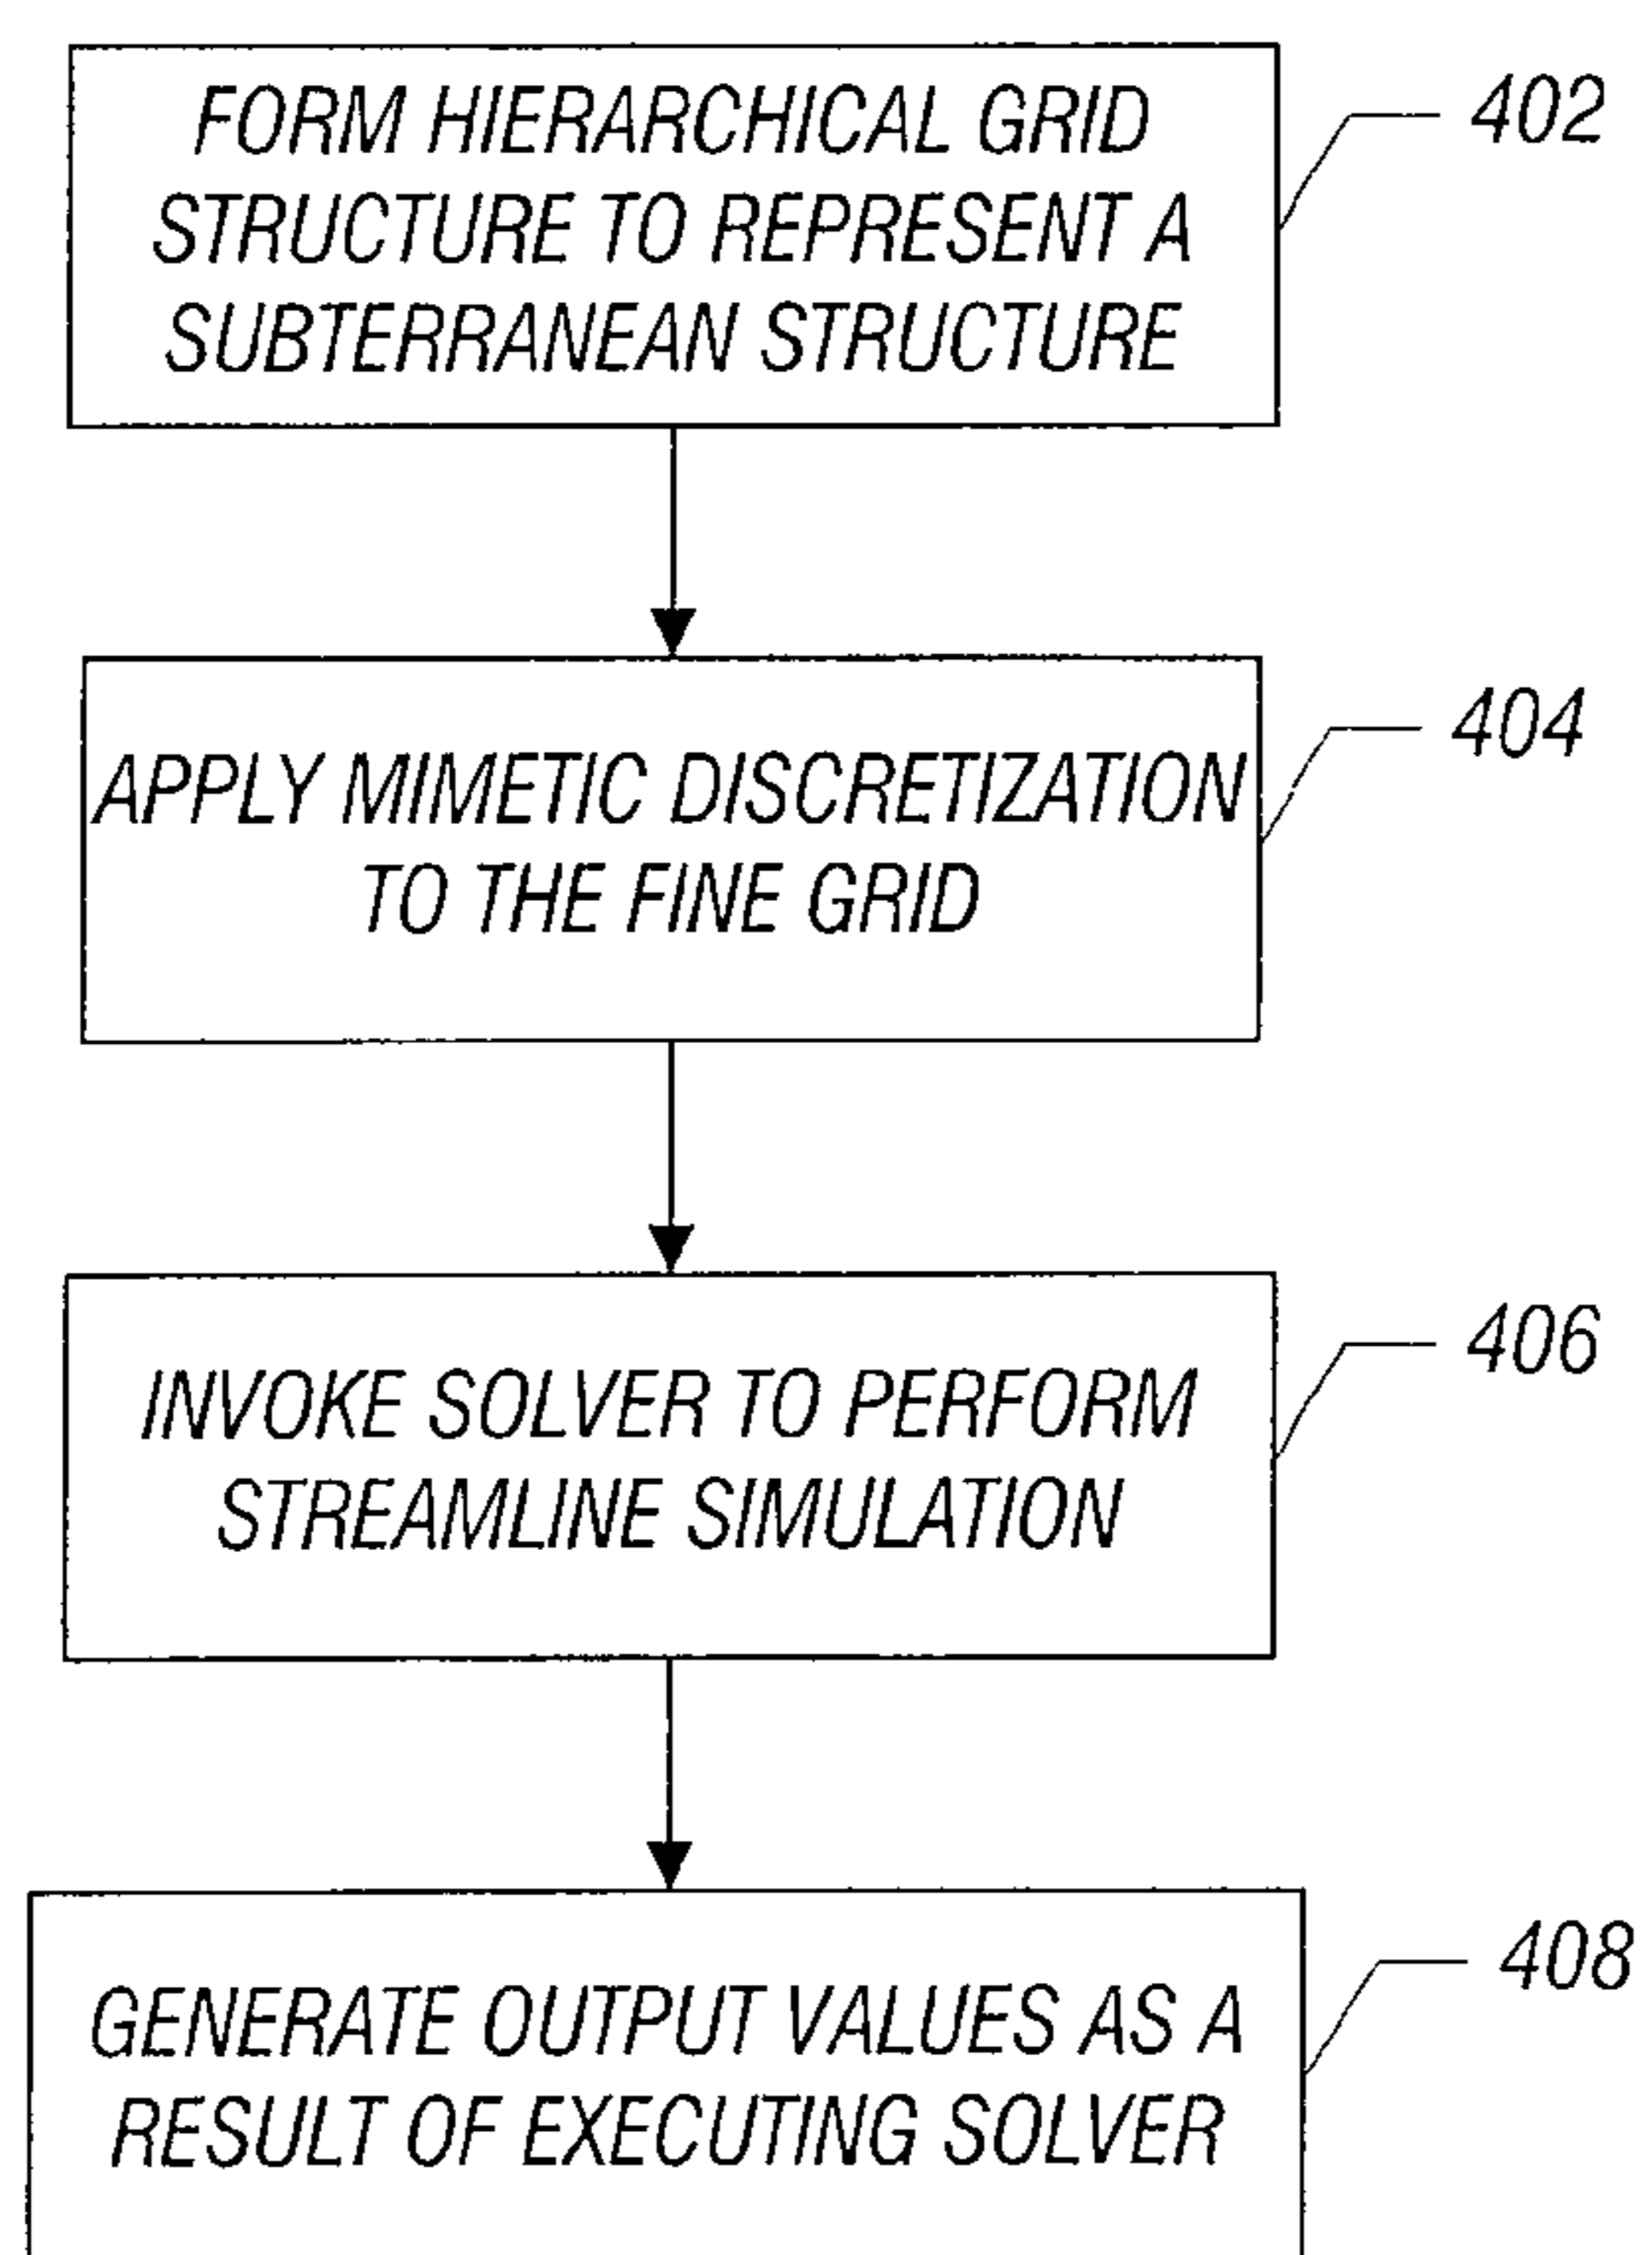 FORM HIERARCHICAL GRID
STRUCTURE TO REPRESENT A
SUBTERRANEAN STRUCTURE
402
APPLY MIMETIC DISCRETIZATION
TO THE FINE GRID
404
INVOKE SOLVER TO PERFORM
STREAMLINE SIMULATION
406
GENERATE OUTPUT VALUES AS A
RESULT OF EXECUTING SOLVER
408